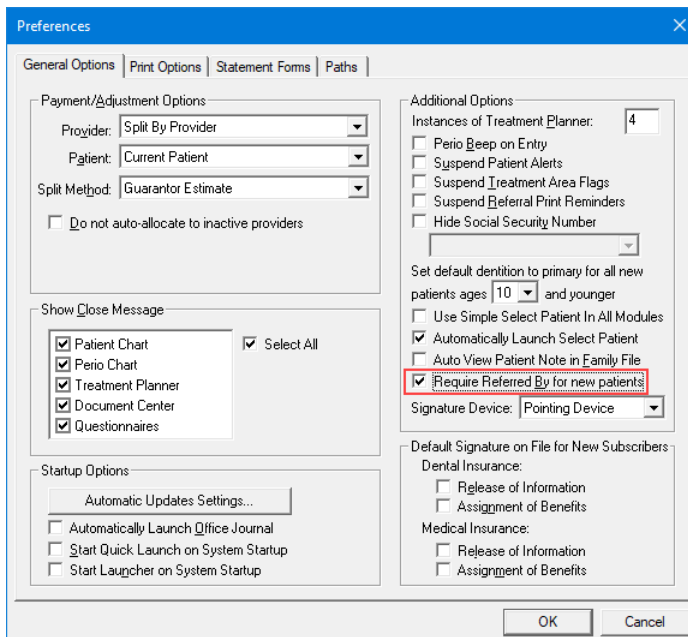 Preferences
General Options
Print Options
Statement Forms
Paths
Payment/Adjustment Options
Provider: Split By Provider
Patient: Current Patient
Split Method: Guarantor Estimate
Do not auto-allocate to inactive providers
Show Close Message
Patient Chart
Perio Chart
Treatment Planner
Document Center
Questionnaires
Select All
Startup Options
Automatic Updates Settings...
Automatically Launch Office Journal
Start Quick Launch on System Startup
Start Launcher on System Startup
Additional Options
Instances of Treatment Planner: 4
Perio Beep on Entry
Suspend Patient Alerts
Suspend Treatment Area Flags
Suspend Referral Print Reminders
Hide Social Security Number
Set default dentition to primary for all new
patients ages 10 and younger
Use Simple Select Patient In All Modules
Automatically Launch Select Patient
Auto View Patient Note in Family File
Require Referred By for new patients
Signature Device: Pointing Device
Default Signature on File for New Subscribers
Dental Insurance:
Release of Information
Assignment of Benefits
Medical Insurance:
Release of Information
Assignment of Benefits
OK
Cancel